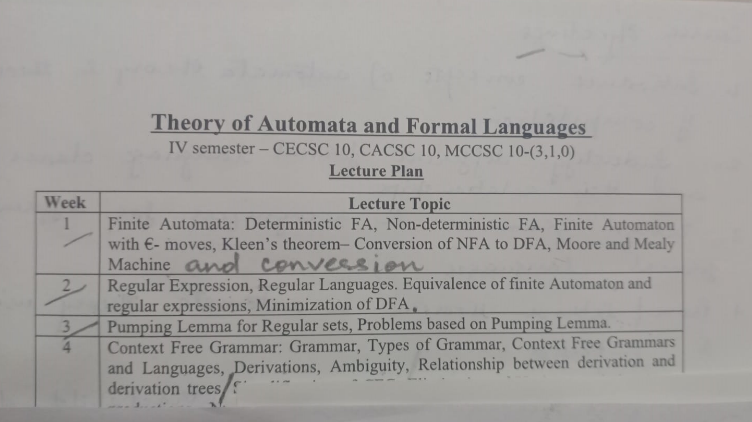 Theory of Automata and Formal Languages
IV semester – CECSC 10, CACSC 10, MCCSC 10-(3,1,0)
Lecture Plan
Week Lecture Topic
1 Finite Automata: Deterministic FA, Non-deterministic FA, Finite Automaton
with €- moves, Kleen's theorem– Conversion of NFA to DFA, Moore and Mealy
Machine and convession
2 Regular Expression, Regular Languages. Equivalence of finite Automaton and
regular expressions, Minimization of DFA.
3 Pumping Lemma for Regular sets, Problems based on Pumping Lemma.
4 Context Free Grammar: Grammar, Types of Grammar, Context Free Grammars
and Languages, Derivations, Ambiguity, Relationship between derivation and
derivation trees